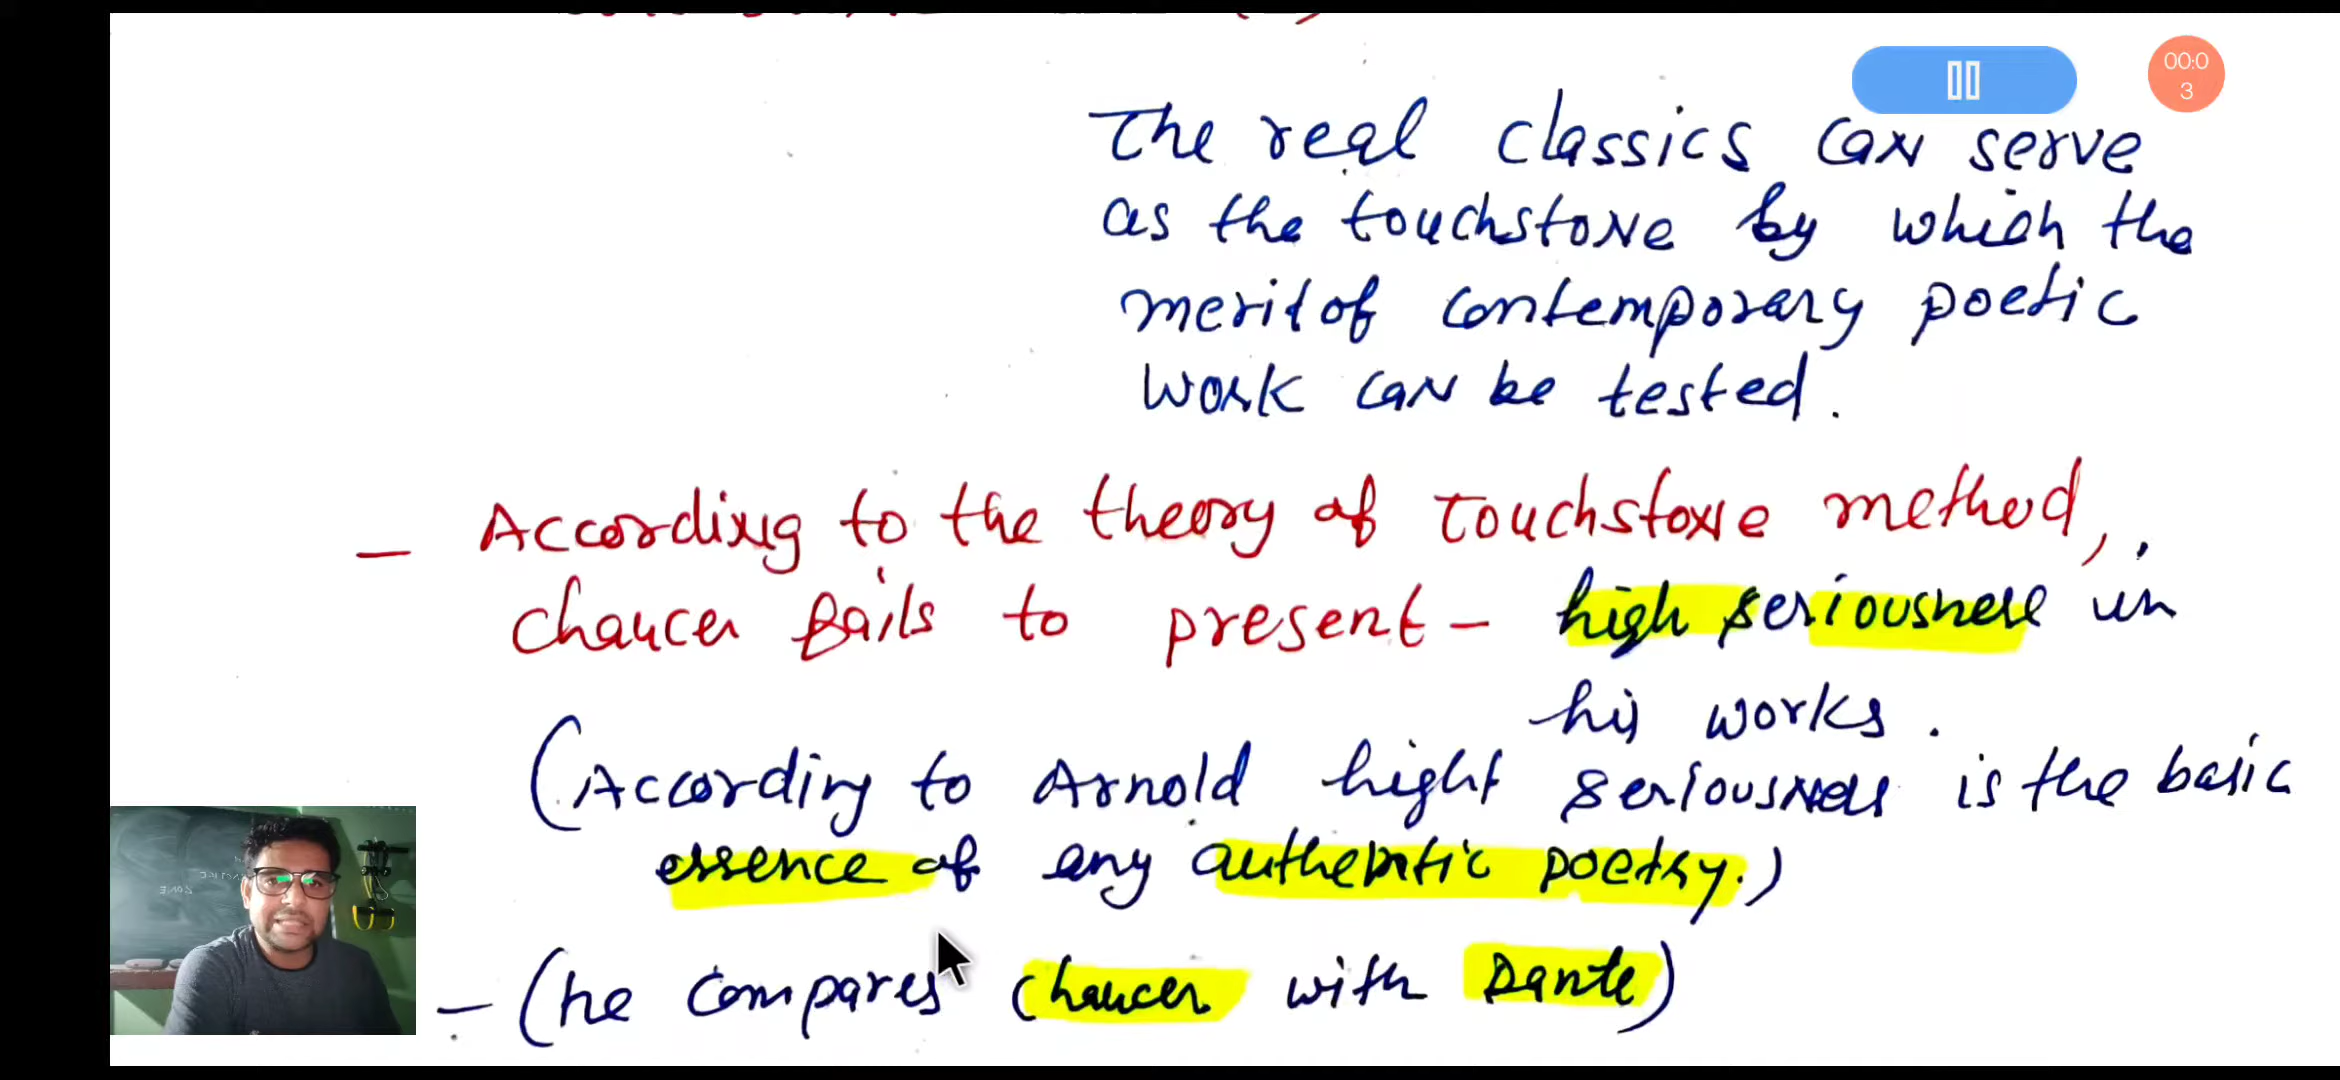 00:0
3
The real classics can serve
as the touchstone by which the
merit of contemporary poetic
work can be tested.
- According to the theory of Touchstone method,
chaucer fails to present - high seriousness in
his works.
(According to Arnold hight seriousness is the basic
essence of any authentic poetry.)
- (he compares chaucer with Dante)